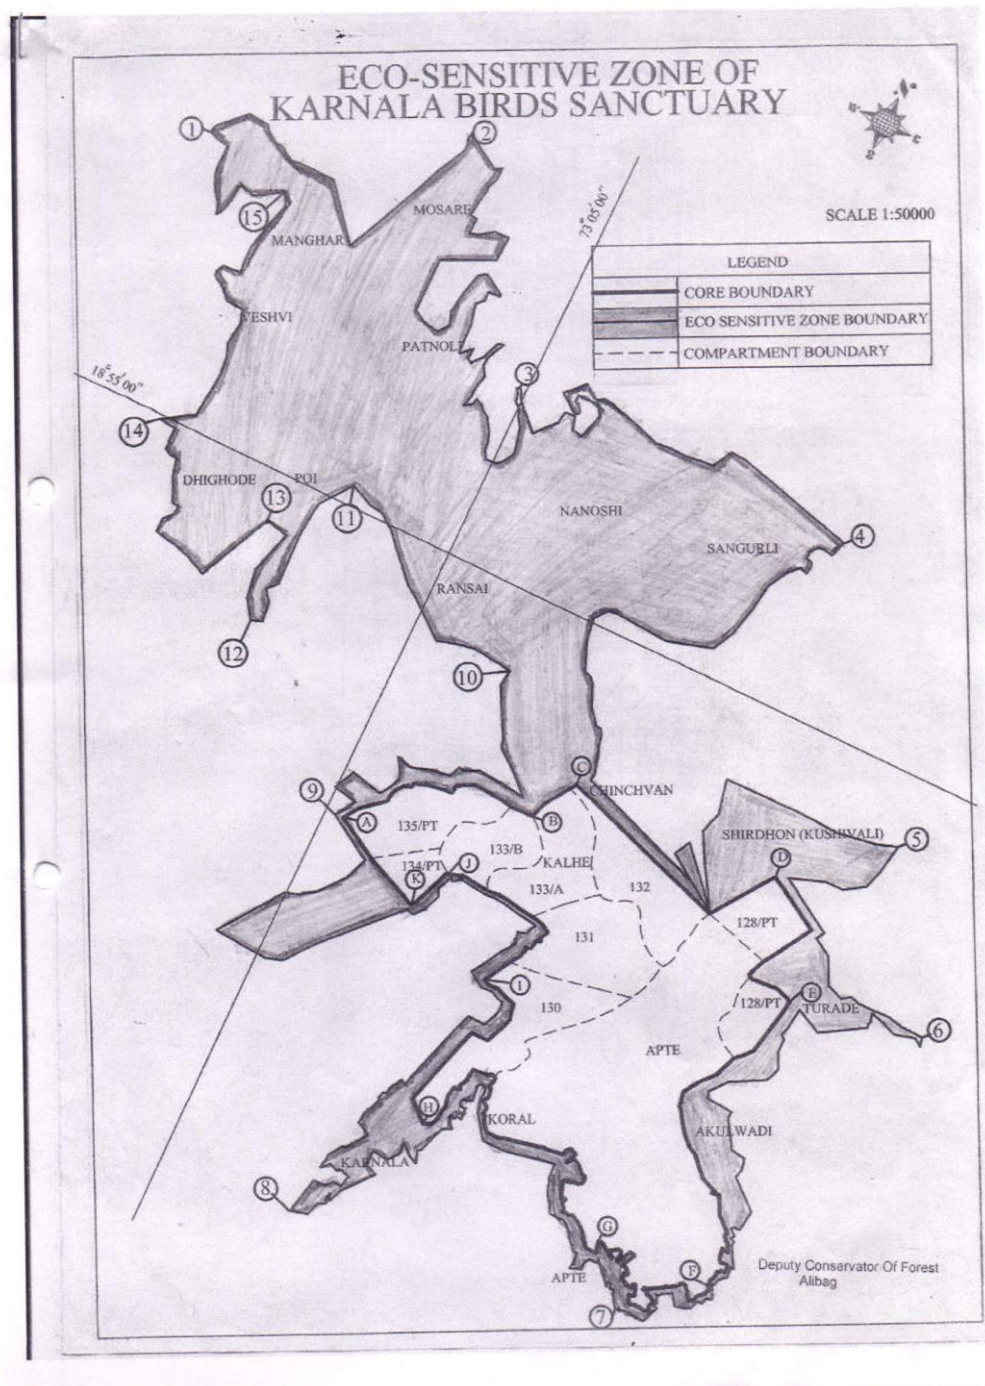 ECO-SENSITIVE ZONE OF
KARNALA BIRDS SANCTUARY
1
2
MOSARE
15
MANGHAR
73°05'00"
SCALE 1:50000
LEGEND
CORE BOUNDARY
ECO SENSITIVE ZONE BOUNDARY
COMPARTMENT BOUNDARY
VESHVI
PATNOLI
3
18°55'00"
14
DHIGHODE
POI
13
11
NANOSHI
SANGURLI
4
RANSAI
12
10
9
A
B
C
CHINCHVAN
135/PT
133/B
KALHE
SHIRDHON (KUSHIVALI)
5
134/PT
J
K
133/A
132
D
128/PT
131
I
130
128/PT
E
TURADE
6
APTE
H
KORAL
AKULWADI
KARNALA
8
G
APTE
F
7
Deputy Conservator Of Forest
Alibag